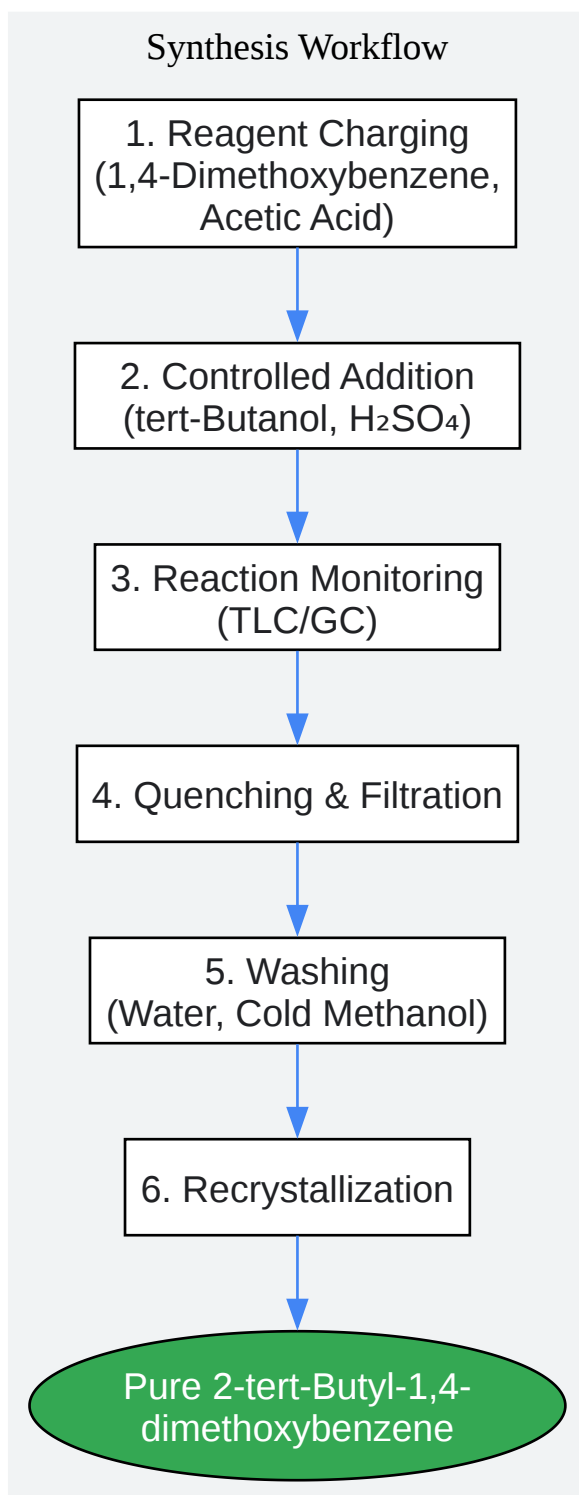 Synthesis Workflow
1. Reagent Charging
(1,4-Dimethoxybenzene,
Acetic Acid)
2. Controlled Addition
(tert-Butanol, H₂SO₄)
3. Reaction Monitoring
(TLC/GC)
4. Quenching & Filtration
5. Washing
(Water, Cold Methanol)
6. Recrystallization
Pure 2-tert-Butyl-1,4-
dimethoxybenzene